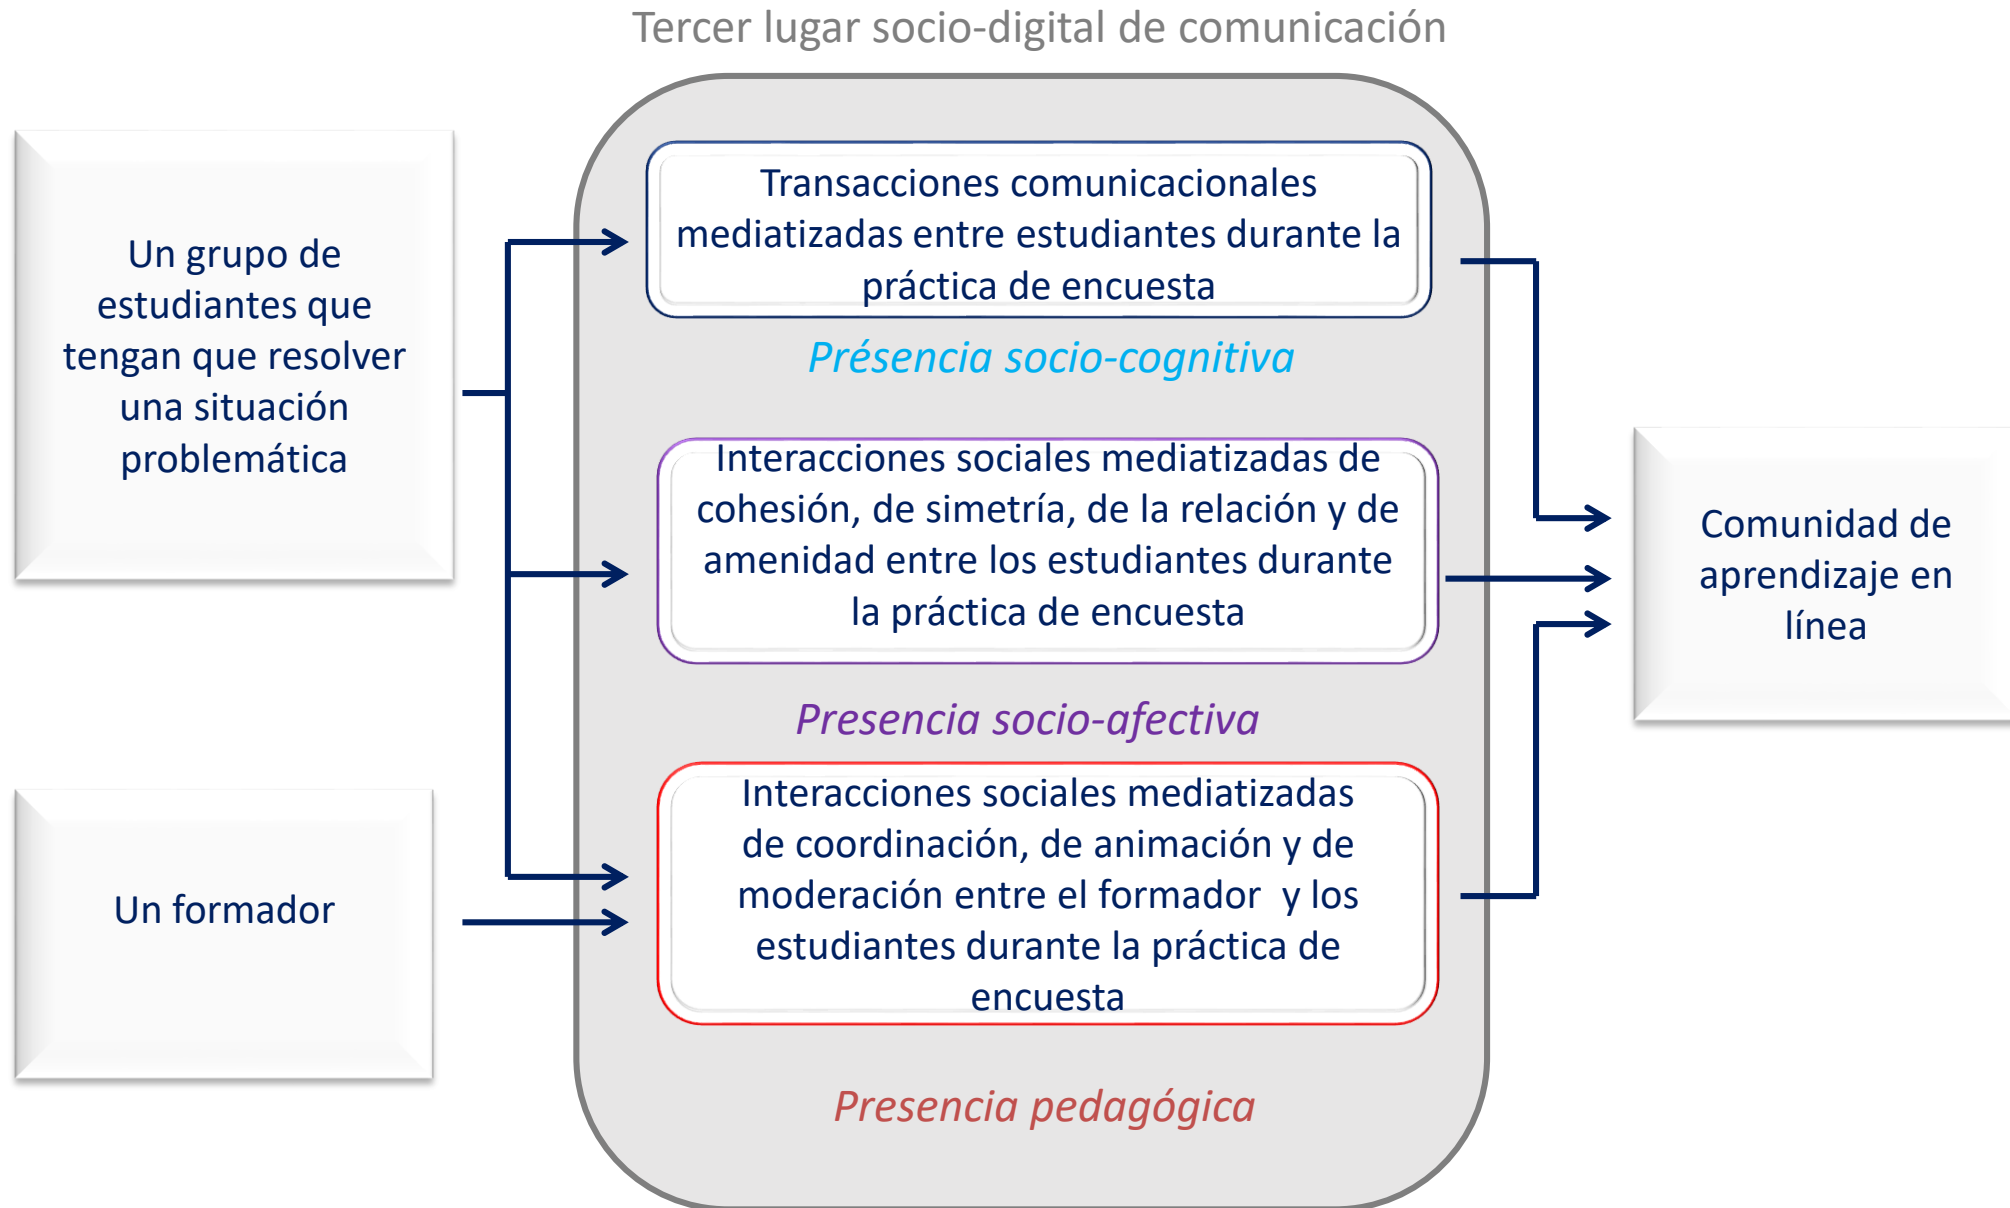 Tercer lugar socio-digital de comunicación
Un grupo de
estudiantes que
tengan que resolver
una situación
problemática
Un formador
Transacciones comunicacionales
mediatizadas entre estudiantes durante la
práctica de encuesta
Présencia socio-cognitiva
Interacciones sociales mediatizadas de
cohesión, de simetría, de la relación y de
amenidad entre los estudiantes durante
la práctica de encuesta
Presencia socio-afectiva
Interacciones sociales mediatizadas
de coordinación, de animación y de
moderación entre el formador  y los
estudiantes durante la práctica de
encuesta
Presencia pedagógica
Comunidad de
aprendizaje en
línea